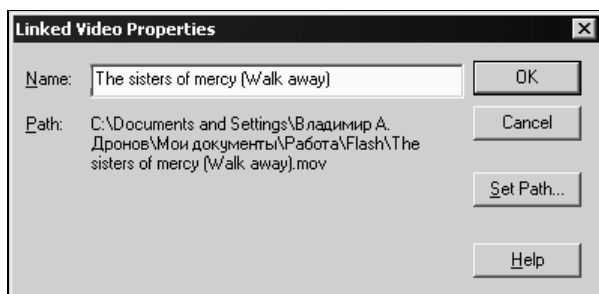 Linked Video Properties
Name: The sisters of mercy (Walk away)
OK
Path: C:\Documents and Settings\Владимир А.
Дронов\Мои документы\Работа\Flash\The
sisters of mercy (Walk away).mov
Cancel
Set Path...
Help